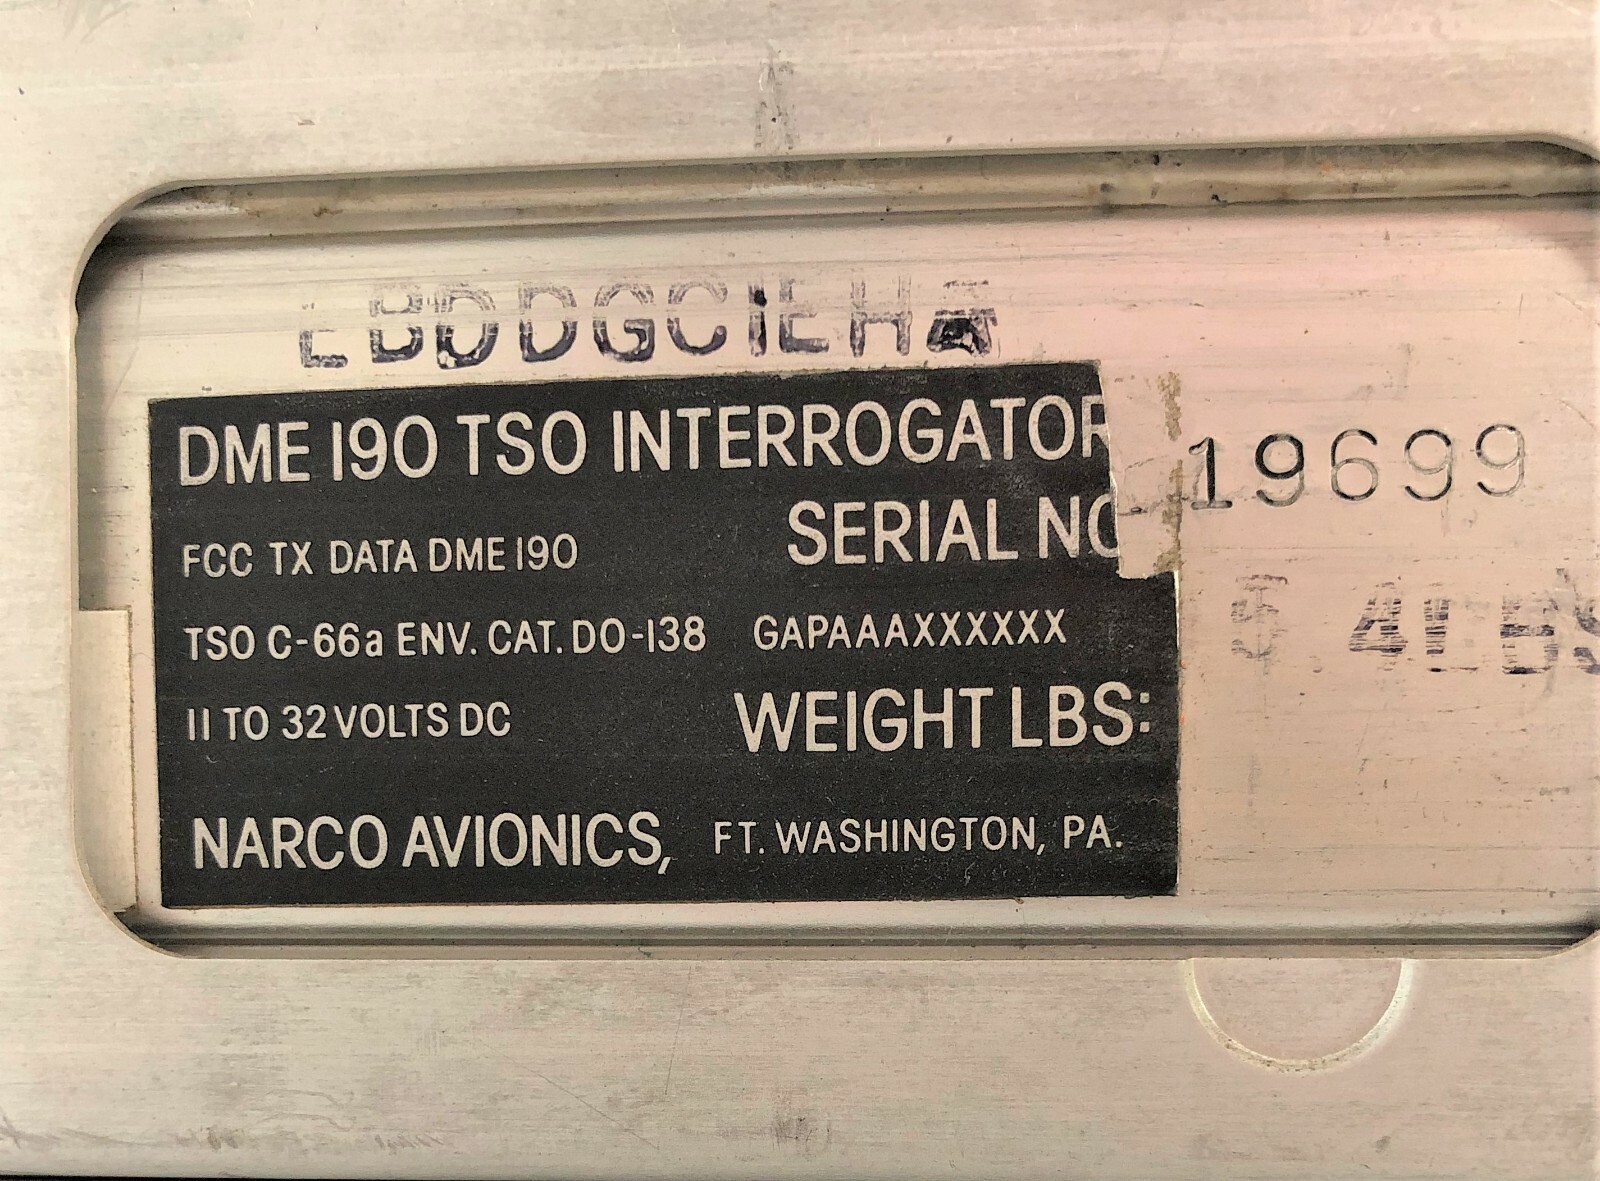 DME 190 TSO INTERROGATOR
19699
SERIAL NO
FCC TX DATA DME 190
TSO C-66a ENV. CAT. DO-138 GAPAAAXXXXXX
11 TO 32 VOLTS DC
WEIGHT LBS:
NARCO AVIONICS, FT. WASHINGTON, PA.